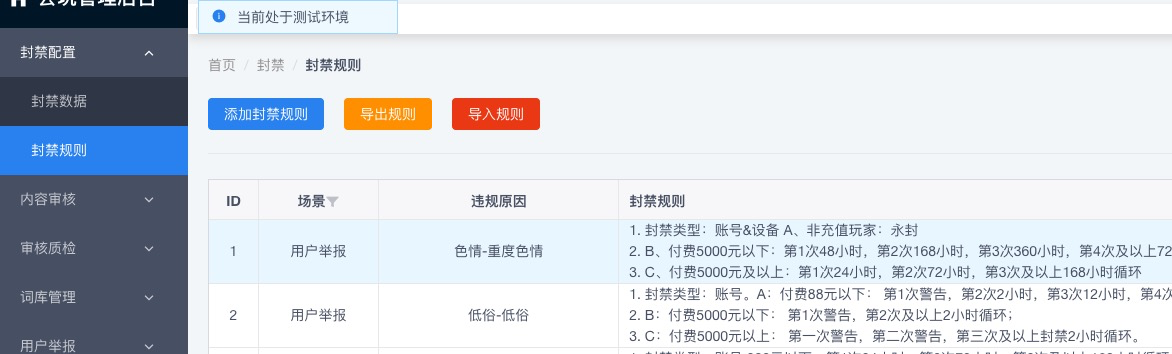 当前处于测试环境
封禁配置
封禁数据
封禁规则
内容审核
审核质检
词库管理
用户举报
首页 / 封禁 / 封禁规则
添加封禁规则 导出规则 导入规则
ID 场景 违规原因 封禁规则
1 用户举报 色情-重度色情
1. 封禁类型：账号&设备 A、非充值玩家：永封
2. B、付费5000元以下：第1次48小时，第2次168小时，第3次360小时，第4次及以上72
3. C、付费5000元及以上：第1次24小时，第2次72小时，第3次及以上168小时循环
2 用户举报 低俗-低俗
1. 封禁类型：账号。A：付费88元以下： 第1次警告，第2次2小时，第3次12小时，第4次
2. B：付费5000元以下： 第1次警告，第2次及以上2小时循环；
3. C：付费5000元以上： 第一次警告，第二次警告，第三次及以上封禁2小时循环。